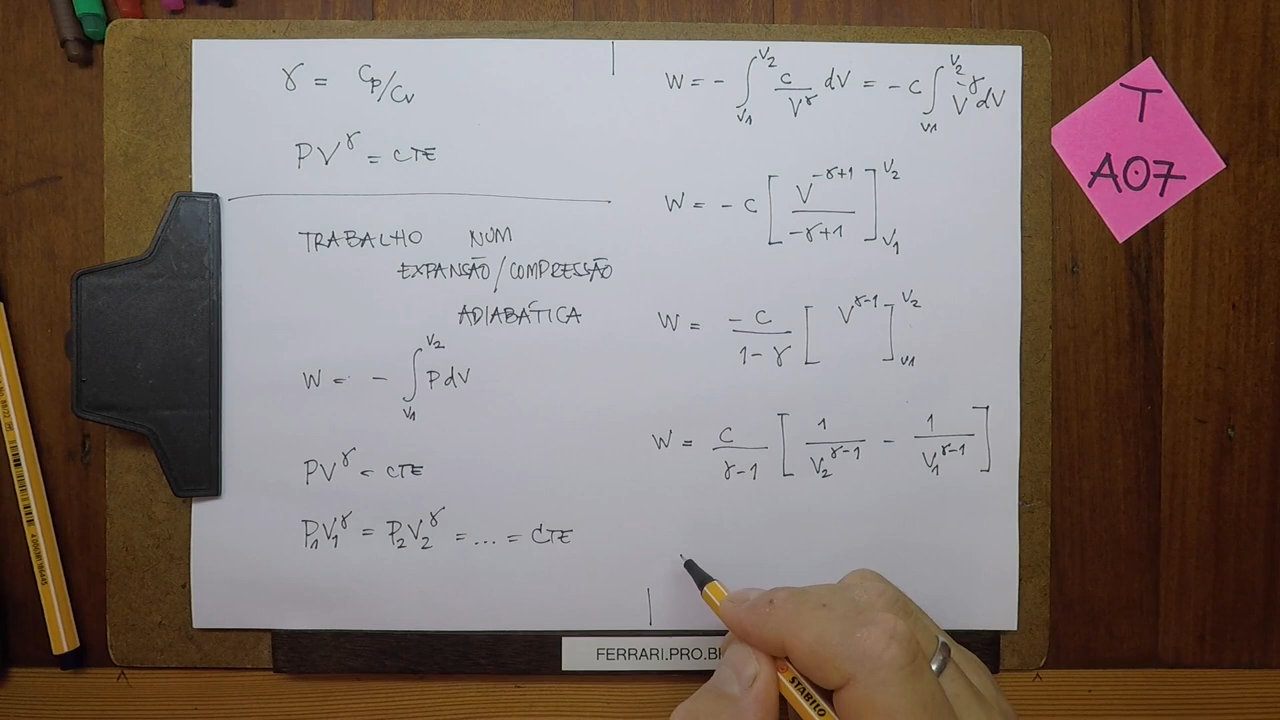 γ = Cp/Cv
PV^γ = CTE
TRABALHO NUM
EXPANSÃO/COMPRESSÃO
ADIABÁTICA
W = - ∫_{V1}^{V2} P dV
PV^γ = CTE
P₁V₁^γ = P₂V₂^γ = ... = CTE
W = - ∫_{V1}^{V2} C/V^γ dV = - C ∫_{V1}^{V2} V^{-γ} dV
W = - C [ V^{-γ+1} / (-γ+1) ]_{V1}^{V2}
W = -C/(1-γ) [ V^{γ-1} ]_{V1}^{V2}
W = C/(γ-1) [ 1/V₂^{γ-1} - 1/V₁^{γ-1} ]
T
A07
FERRARI.PRO.B
STABILO